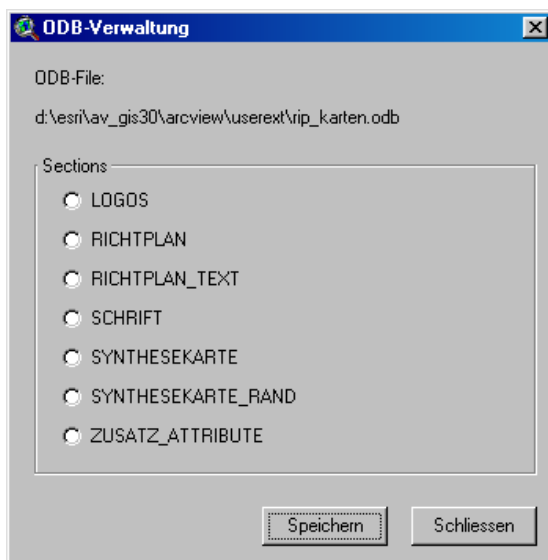 ODB-Verwaltung
ODB-File:
d:\esri\av_gis30\arcview\userext\rip_karten.odb
Sections
LOGOS
RICHTPLAN
RICHTPLAN_TEXT
SCHRIFT
SYNTHESEKARTE
SYNTHESEKARTE_RAND
ZUSATZ_ATTRIBUTE
Speichern Schliessen